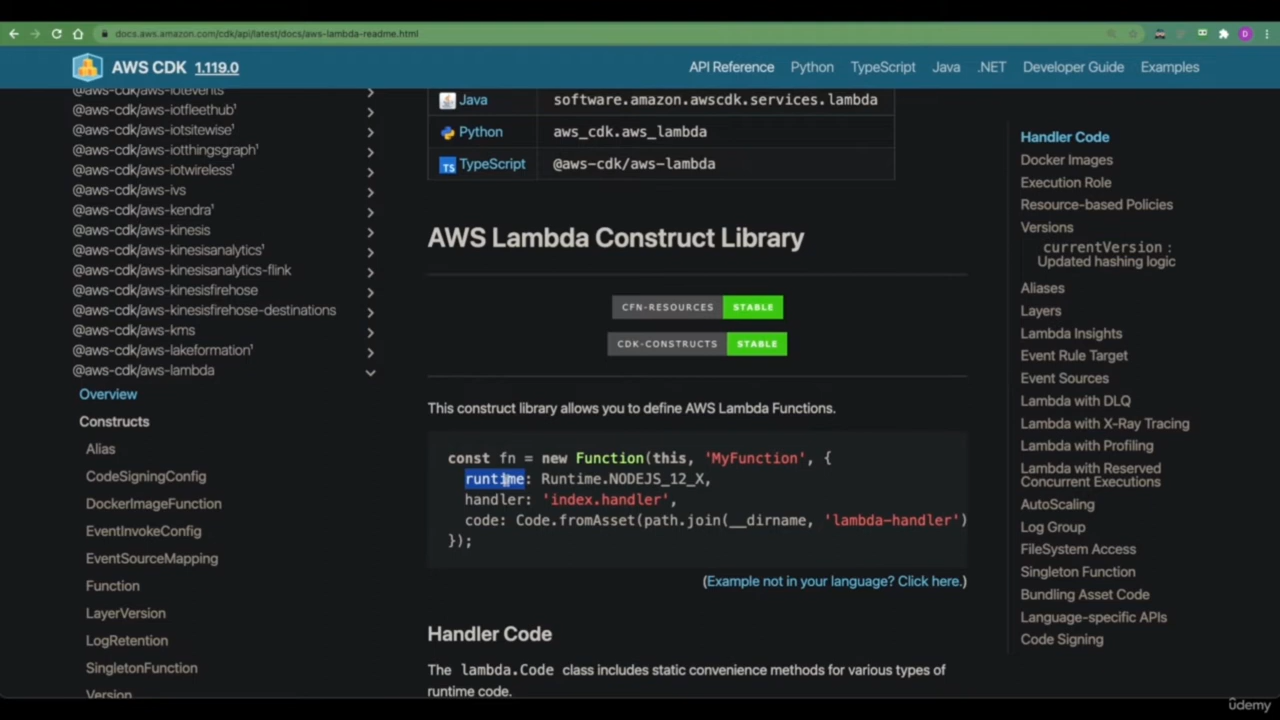 docs.aws.amazon.com/cdk/api/latest/docs/aws-lambda-readme.html
D
AWS CDK 1.119.0
API Reference
Python
TypeScript
Java
.NET
Developer Guide
Examples
@aws-cdk/aws-iotevents
@aws-cdk/aws-iotfleethub¹
@aws-cdk/aws-iotsitewise¹
@aws-cdk/aws-iotthingsgraph¹
@aws-cdk/aws-iotwireless¹
@aws-cdk/aws-ivs
@aws-cdk/aws-kendra¹
@aws-cdk/aws-kinesis
@aws-cdk/aws-kinesisanalytics¹
@aws-cdk/aws-kinesisanalytics-flink
@aws-cdk/aws-kinesisfirehose
@aws-cdk/aws-kinesisfirehose-destinations
@aws-cdk/aws-kms
@aws-cdk/aws-lakeformation¹
@aws-cdk/aws-lambda
Overview
Constructs
Alias
CodeSigningConfig
DockerImageFunction
EventInvokeConfig
EventSourceMapping
Function
LayerVersion
LogRetention
SingletonFunction
Version
Java software.amazon.awscdk.services.lambda
Python aws_cdk.aws_lambda
TS TypeScript @aws-cdk/aws-lambda
AWS Lambda Construct Library
CFN-RESOURCES STABLE
CDK-CONSTRUCTS STABLE
This construct library allows you to define AWS Lambda Functions.
const fn = new Function(this, 'MyFunction', {
runtime: Runtime.NODEJS_12_X,
handler: 'index.handler',
code: Code.fromAsset(path.join(__dirname, 'lambda-handler')
});
(Example not in your language? Click here.)
Handler Code
The lambda.Code class includes static convenience methods for various types of
runtime code.
Handler Code
Docker Images
Execution Role
Resource-based Policies
Versions
currentVersion :
Updated hashing logic
Aliases
Layers
Lambda Insights
Event Rule Target
Event Sources
Lambda with DLQ
Lambda with X-Ray Tracing
Lambda with Profiling
Lambda with Reserved
Concurrent Executions
AutoScaling
Log Group
FileSystem Access
Singleton Function
Bundling Asset Code
Language-specific APIs
Code Signing
ûdemy